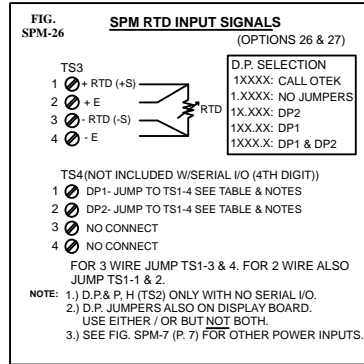 FIG.
SPM-26
SPM RTD INPUT SIGNALS
(OPTIONS 26 & 27)
TS3
1 + RTD (+S)
2 + E
3 - RTD (-S)
4 - E
RTD
D.P. SELECTION
1XXXX: CALL OTEK
1.XXXX: NO JUMPERS
1X.XXX: DP2
1XX.XX: DP1
1XXX.X: DP1 & DP2
TS4(NOT INCLUDED W/SERIAL I/O (4TH DIGIT))
1 DP1- JUMP TO TS1-4 SEE TABLE & NOTES
2 DP2- JUMP TO TS1-4 SEE TABLE & NOTES
3 NO CONNECT
4 NO CONNECT
FOR 3 WIRE JUMP TS1-3 & 4. FOR 2 WIRE ALSO
JUMP TS1-1 & 2.
NOTE: 1.) D.P.& P, H (TS2) ONLY WITH NO SERIAL I/O.
2.) D.P. JUMPERS ALSO ON DISPLAY BOARD.
USE EITHER / OR BUT NOT BOTH.
3.) SEE FIG. SPM-7 (P. 7) FOR OTHER POWER INPUTS.